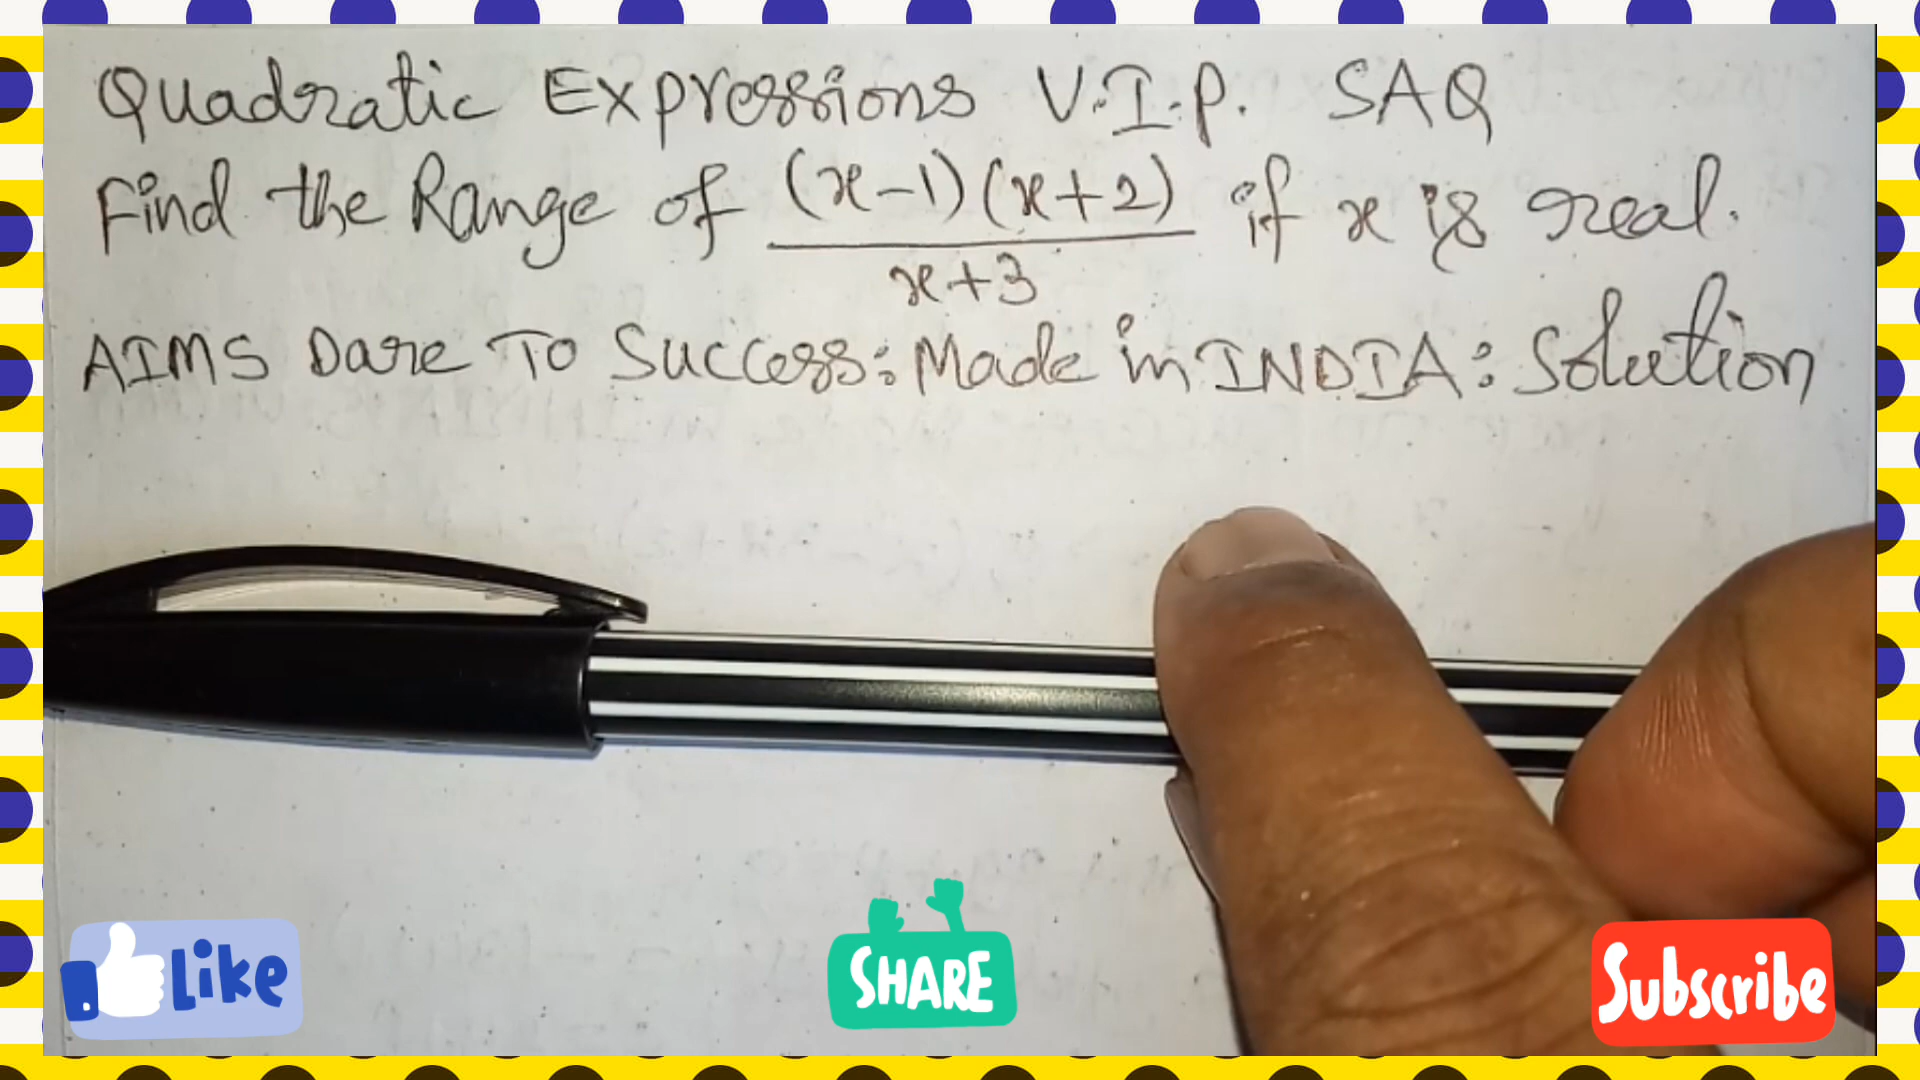 Quadratic Expressions V.I.P. SAQ
Find the Range of (x-1)(x+2) / x+3 if x is real.
AIMS Dare To Success: Made in INDIA: Solution
like
SHARE
Subscribe